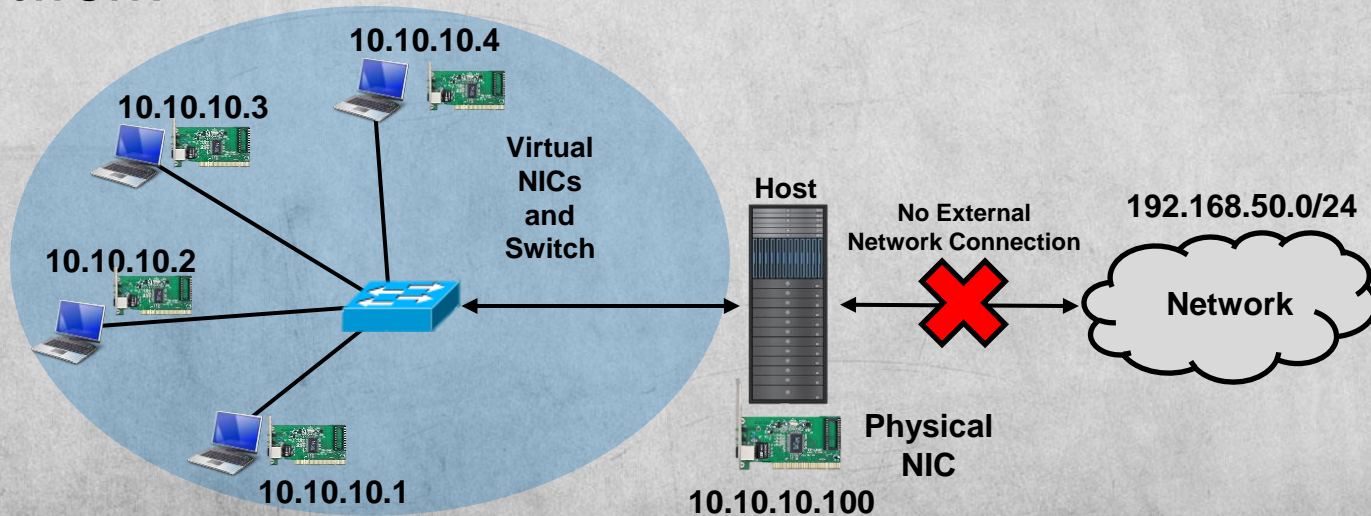 10.10.10.4
10.10.10.3
Virtual
NICs
and
Switch
Host
No External
Network Connection
192.168.50.0/24
10.10.10.2
Network
Physical
NIC
10.10.10.1
10.10.10.100